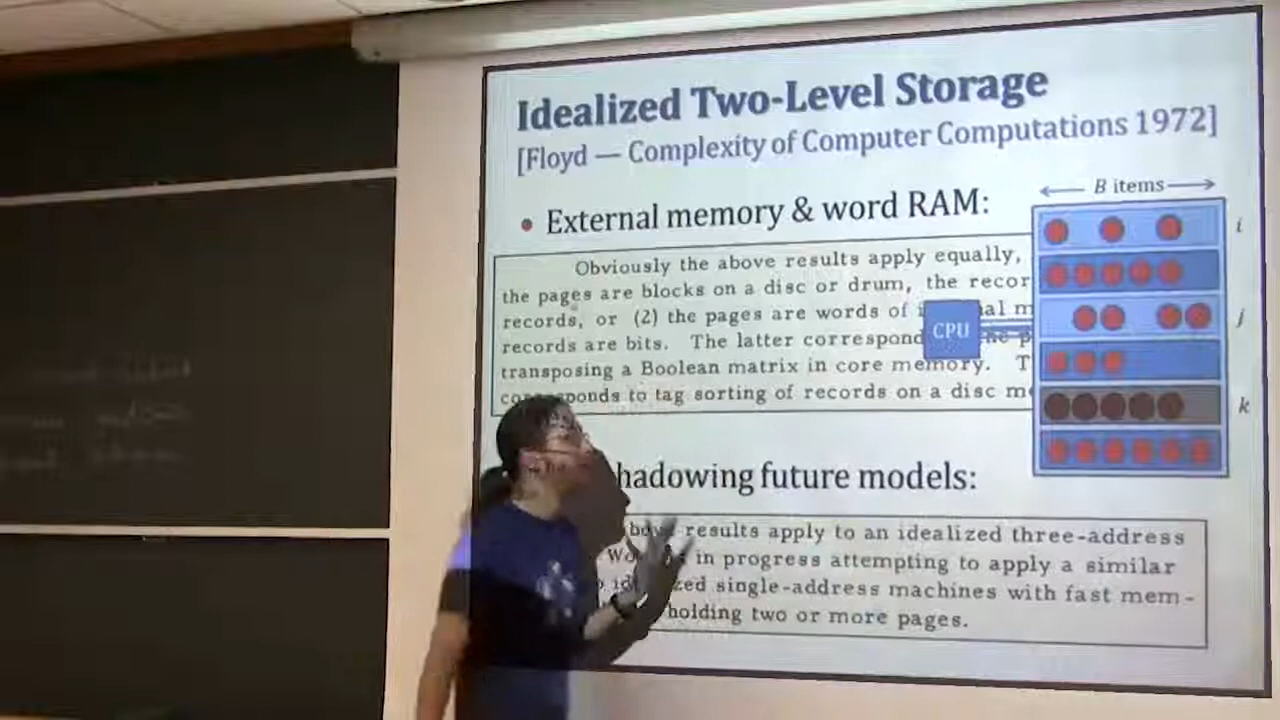 Idealized Two-Level Storage
[Floyd — Complexity of Computer Computations 1972]
• External memory & word RAM:
Obviously the above results apply equally,
the pages are blocks on a disc or drum, the recor
records, or (2) the pages are words of
records are bits. The latter correspond
transposing a Boolean matrix in core memory. T
to tag sorting of records on a disc m
B items
i
j
k
CPU
hadowing future models:
results apply to an idealized three-address
in progress attempting to apply a similar
zed single-address machines with fast mem-
holding two or more pages.